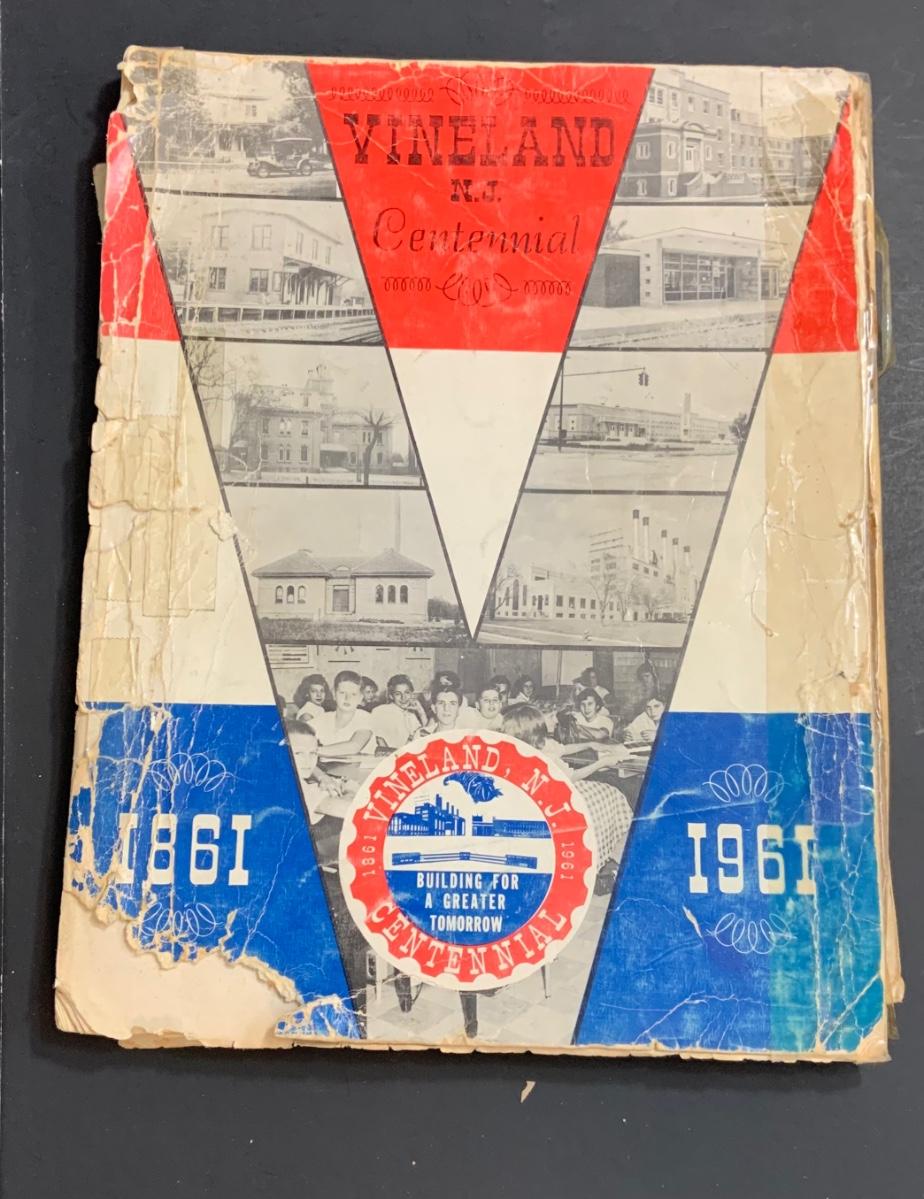 VINELAND
N.J.
Centennial
1861
1961
VINELAND, N.J.
1861
1961
BUILDING FOR
A GREATER
TOMORROW
CENTENNIAL